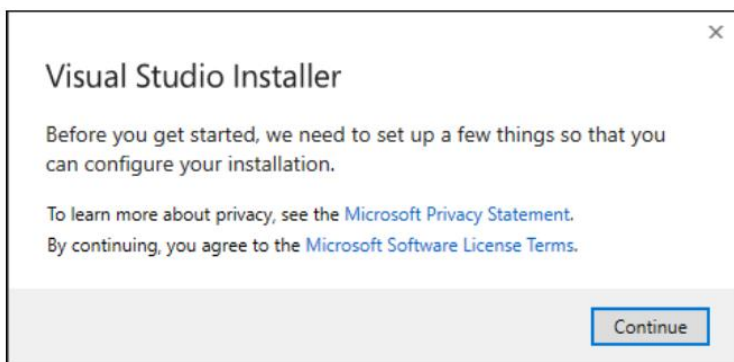 Visual Studio Installer
Before you get started, we need to set up a few things so that you
can configure your installation.
To learn more about privacy, see the Microsoft Privacy Statement.
By continuing, you agree to the Microsoft Software License Terms.
Continue